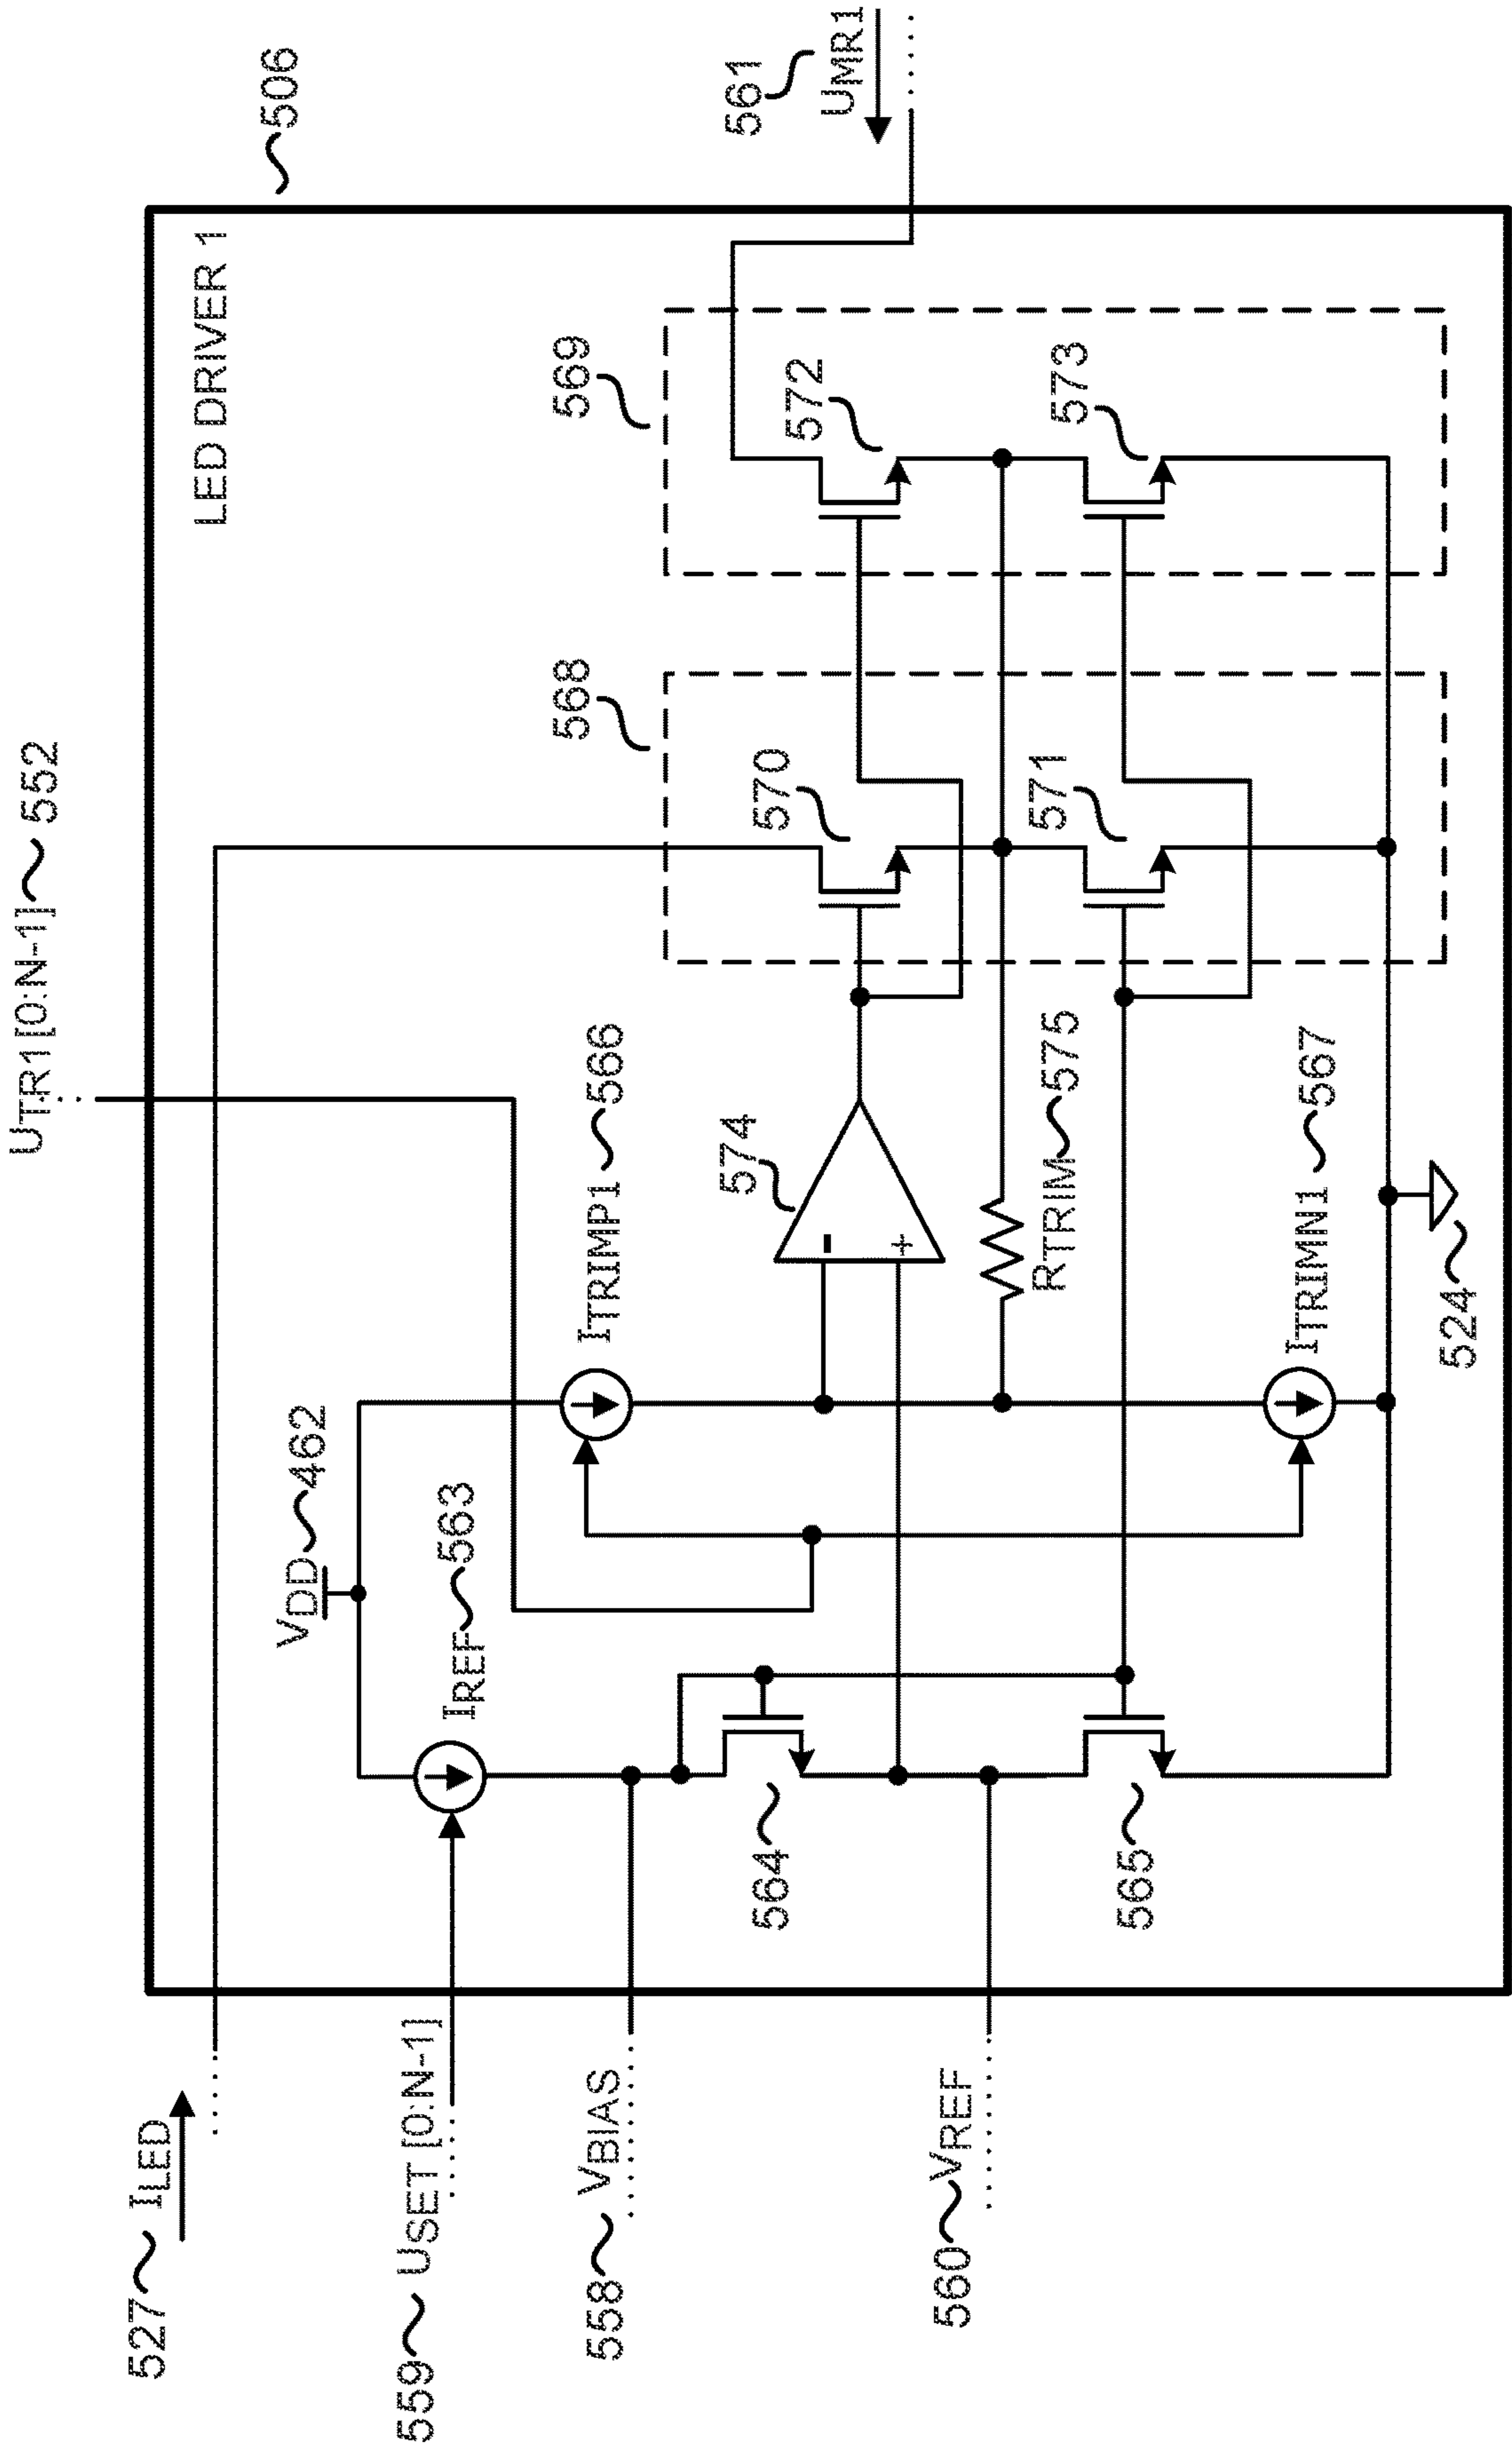 UTR1[0:N-1] 552
506
LED DRIVER 1
561
UMR1
527
ILED
559 USET [0:N-1]
558 VBIAS
560 VREF
VDD 462
IREF 563
ITRIMP1 566
568
569
574
570
572
-
+
RTRIM 575
571
573
564
565
ITRIMN1 567
524